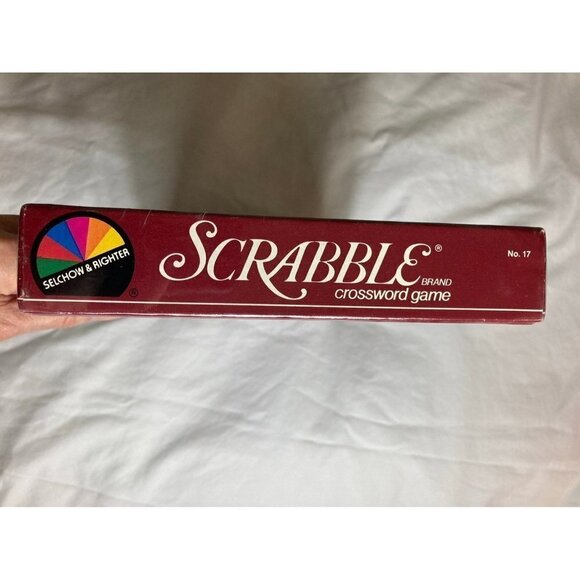 SELCHOW & RIGHTER
®
SCRABBLE®
BRAND
crossword game
No. 17